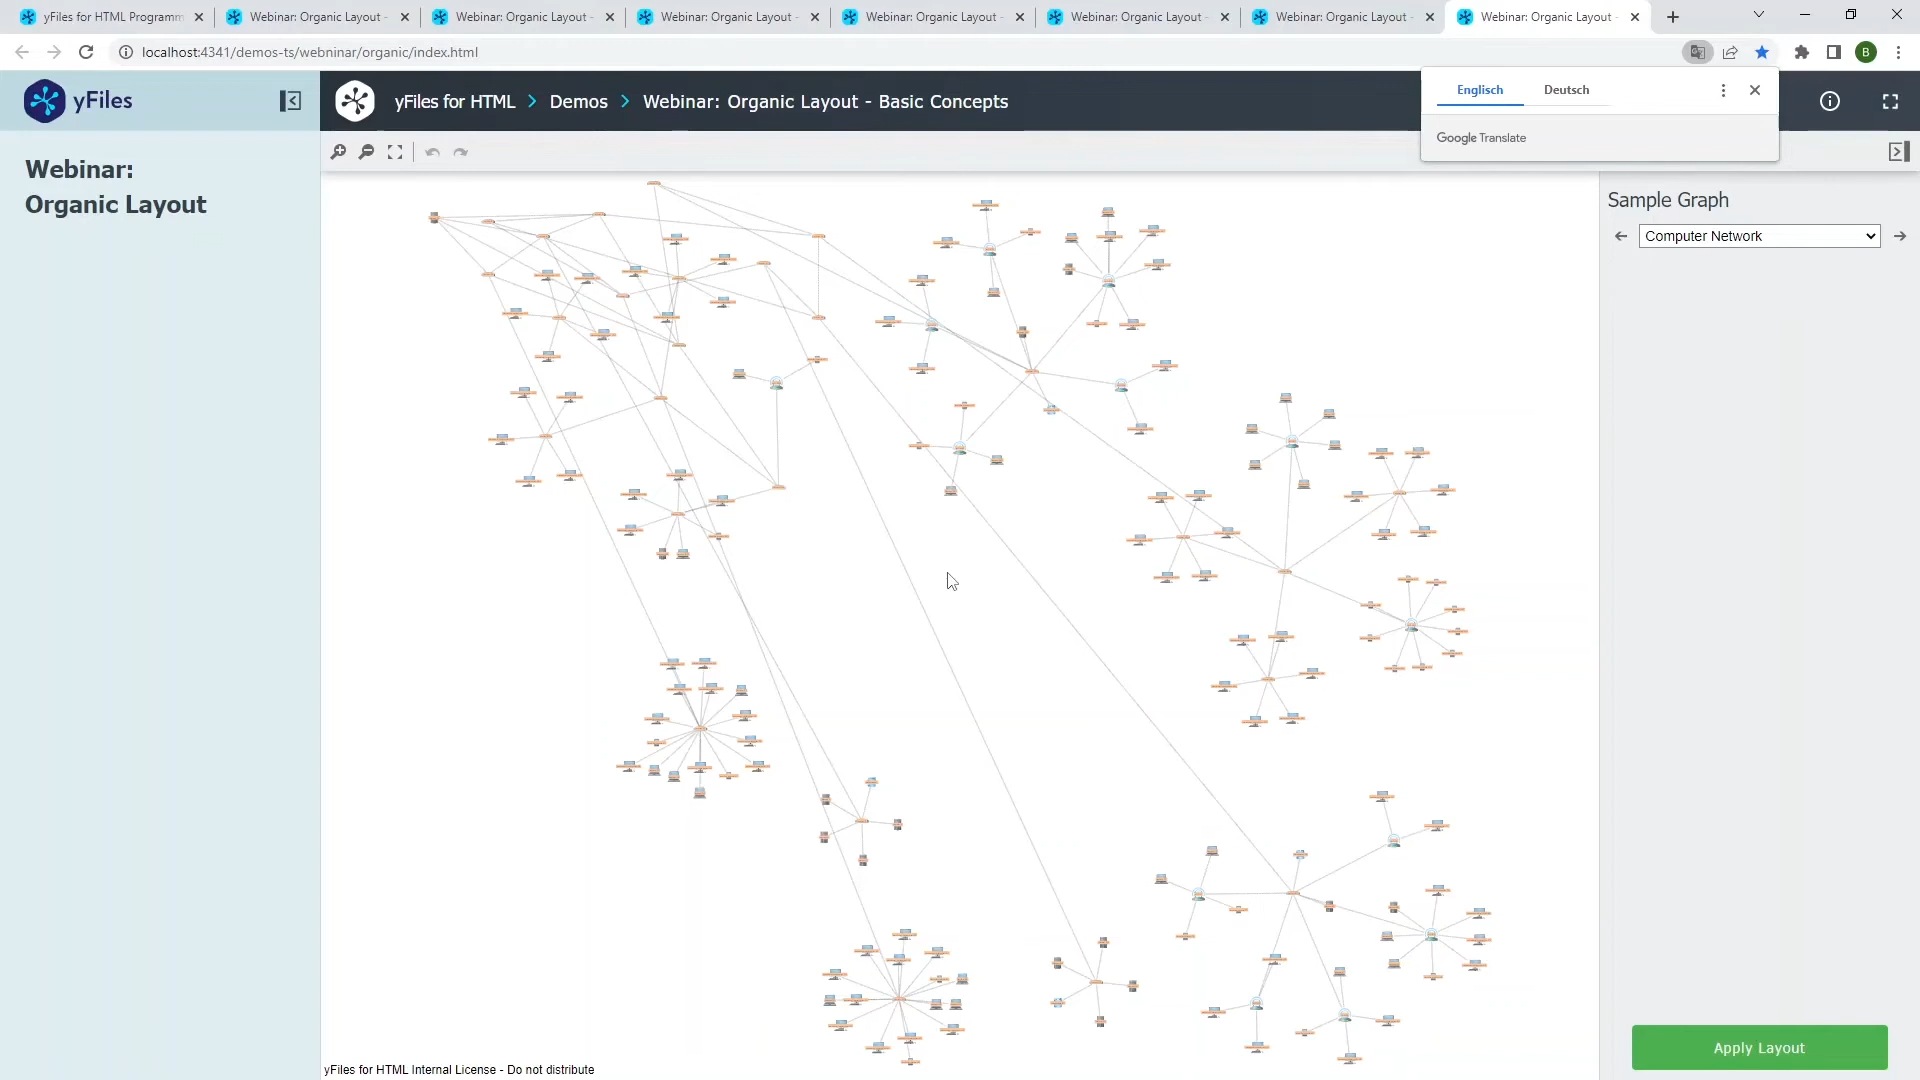 yFiles for HTML Programm
Webinar: Organic Layout -
Webinar: Organic Layout -
Webinar: Organic Layout -
Webinar: Organic Layout -
Webinar: Organic Layout -
Webinar: Organic Layout -
Webinar: Organic Layout -
localhost:4341/demos-ts/webninar/organic/index.html
B
yFiles
yFiles for HTML > Demos > Webinar: Organic Layout - Basic Concepts
Englisch
Deutsch
Google Translate
Webinar:
Organic Layout
Sample Graph
Computer Network
Apply Layout
yFiles for HTML Internal License - Do not distribute